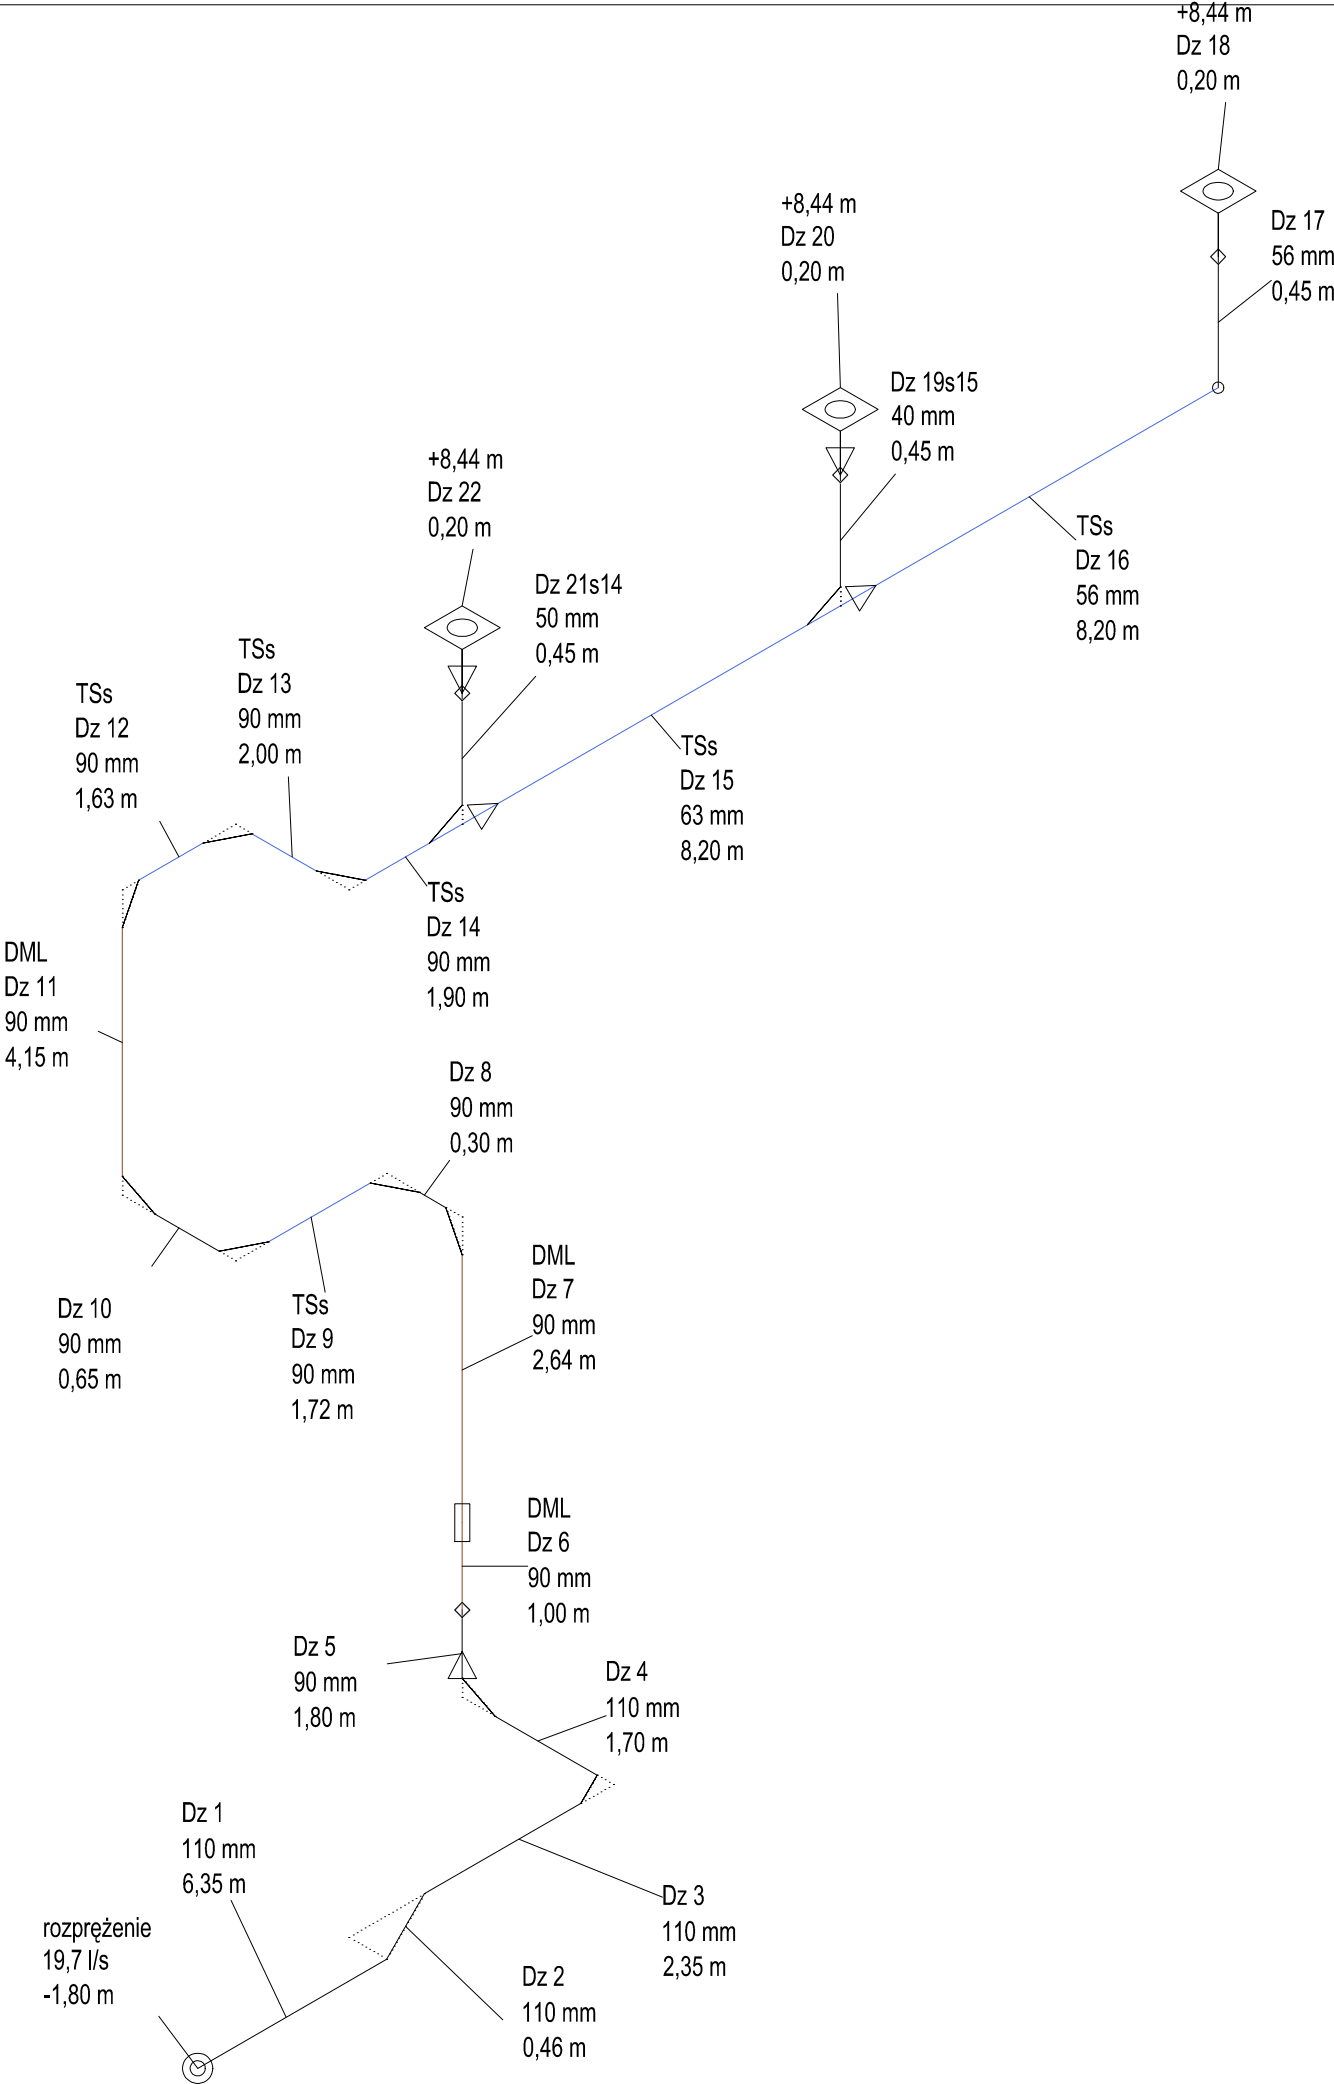 +8,44 m
Dz 18
0,20 m
+8,44 m
Dz 20
0,20 m
Dz 17
56 mm
0,45 m
Dz 19s15
40 mm
0,45 m
+8,44 m
Dz 22
0,20 m
TSs
Dz 16
56 mm
8,20 m
Dz 21s14
50 mm
0,45 m
TSs
Dz 13
90 mm
2,00 m
TSs
Dz 12
90 mm
1,63 m
TSs
Dz 15
63 mm
8,20 m
TSs
Dz 14
90 mm
1,90 m
DML
Dz 11
90 mm
4,15 m
Dz 8
90 mm
0,30 m
DML
Dz 7
90 mm
2,64 m
Dz 10
90 mm
0,65 m
TSs
Dz 9
90 mm
1,72 m
DML
Dz 6
90 mm
1,00 m
Dz 5
90 mm
1,80 m
Dz 4
110 mm
1,70 m
Dz 1
110 mm
6,35 m
Dz 3
110 mm
2,35 m
rozprężenie
19,7 l/s
-1,80 m
Dz 2
110 mm
0,46 m